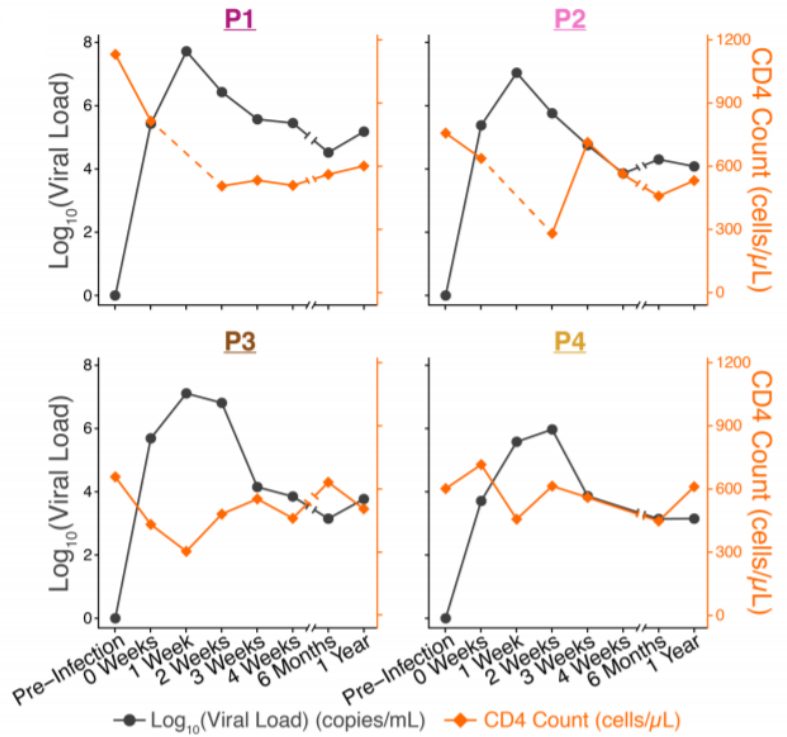 P1
P2
8
6
4
2
0
Log10(Viral Load)
1200
900
600
300
0
CD4 Count (cells/µL)
P3
P4
8
6
4
2
0
Log10(Viral Load)
1200
900
600
300
0
CD4 Count (cells/µL)
Pre–Infection
0 Weeks
1 Week
2 Weeks
3 Weeks
4 Weeks
6 Months
1 Year
Pre–Infection
0 Weeks
1 Week
2 Weeks
3 Weeks
4 Weeks
6 Months
1 Year
Log10(Viral Load) (copies/mL)
CD4 Count (cells/µL)